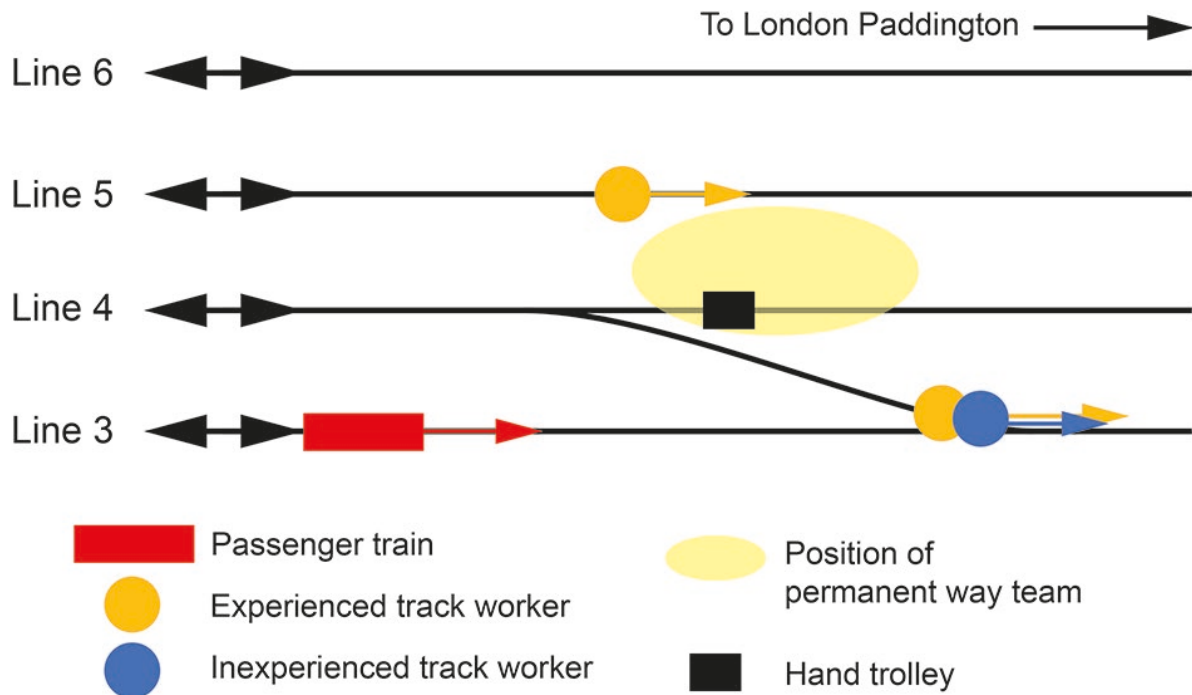 To London Paddington
Line 6
Line 5
Line 4
Line 3
Passenger train
Experienced track worker
Inexperienced track worker
Position of
permanent way team
Hand trolley